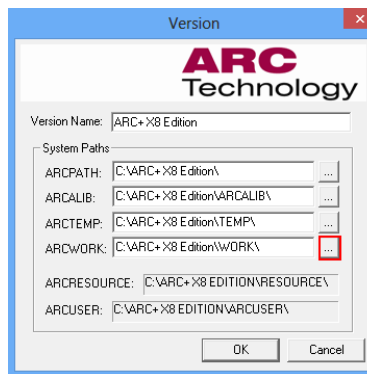 Version
ARC
Technology
Version Name: ARC+ X8 Edition
System Paths
ARCPATH: C:\ARC+ X8 Edition\ ...
ARCALIB: C:\ARC+ X8 Edition\ARCALIB\ ...
ARCTEMP: C:\ARC+ X8 Edition\TEMP\ ...
ARCWORK: C:\ARC+ X8 Edition\WORK\ ...
ARCRESOURCE: C:\ARC+ X8 EDITION\RESOURCE\
ARCUSER: C:\ARC+ X8 EDITION\ARCUSER\
OK Cancel